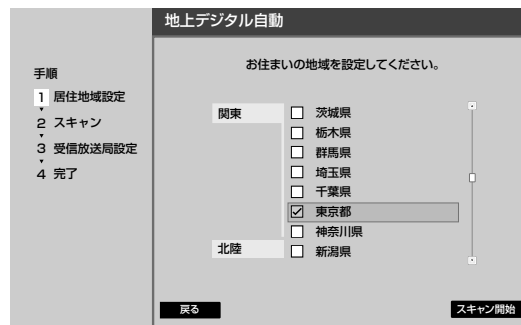 地上デジタル自動
手順
1 居住地域設定
2 スキャン
3 受信放送局設定
4 完了
お住まいの地域を設定してください。
関東
茨城県
栃木県
群馬県
埼玉県
千葉県
東京都
神奈川県
北陸
新潟県
戻る
スキャン開始